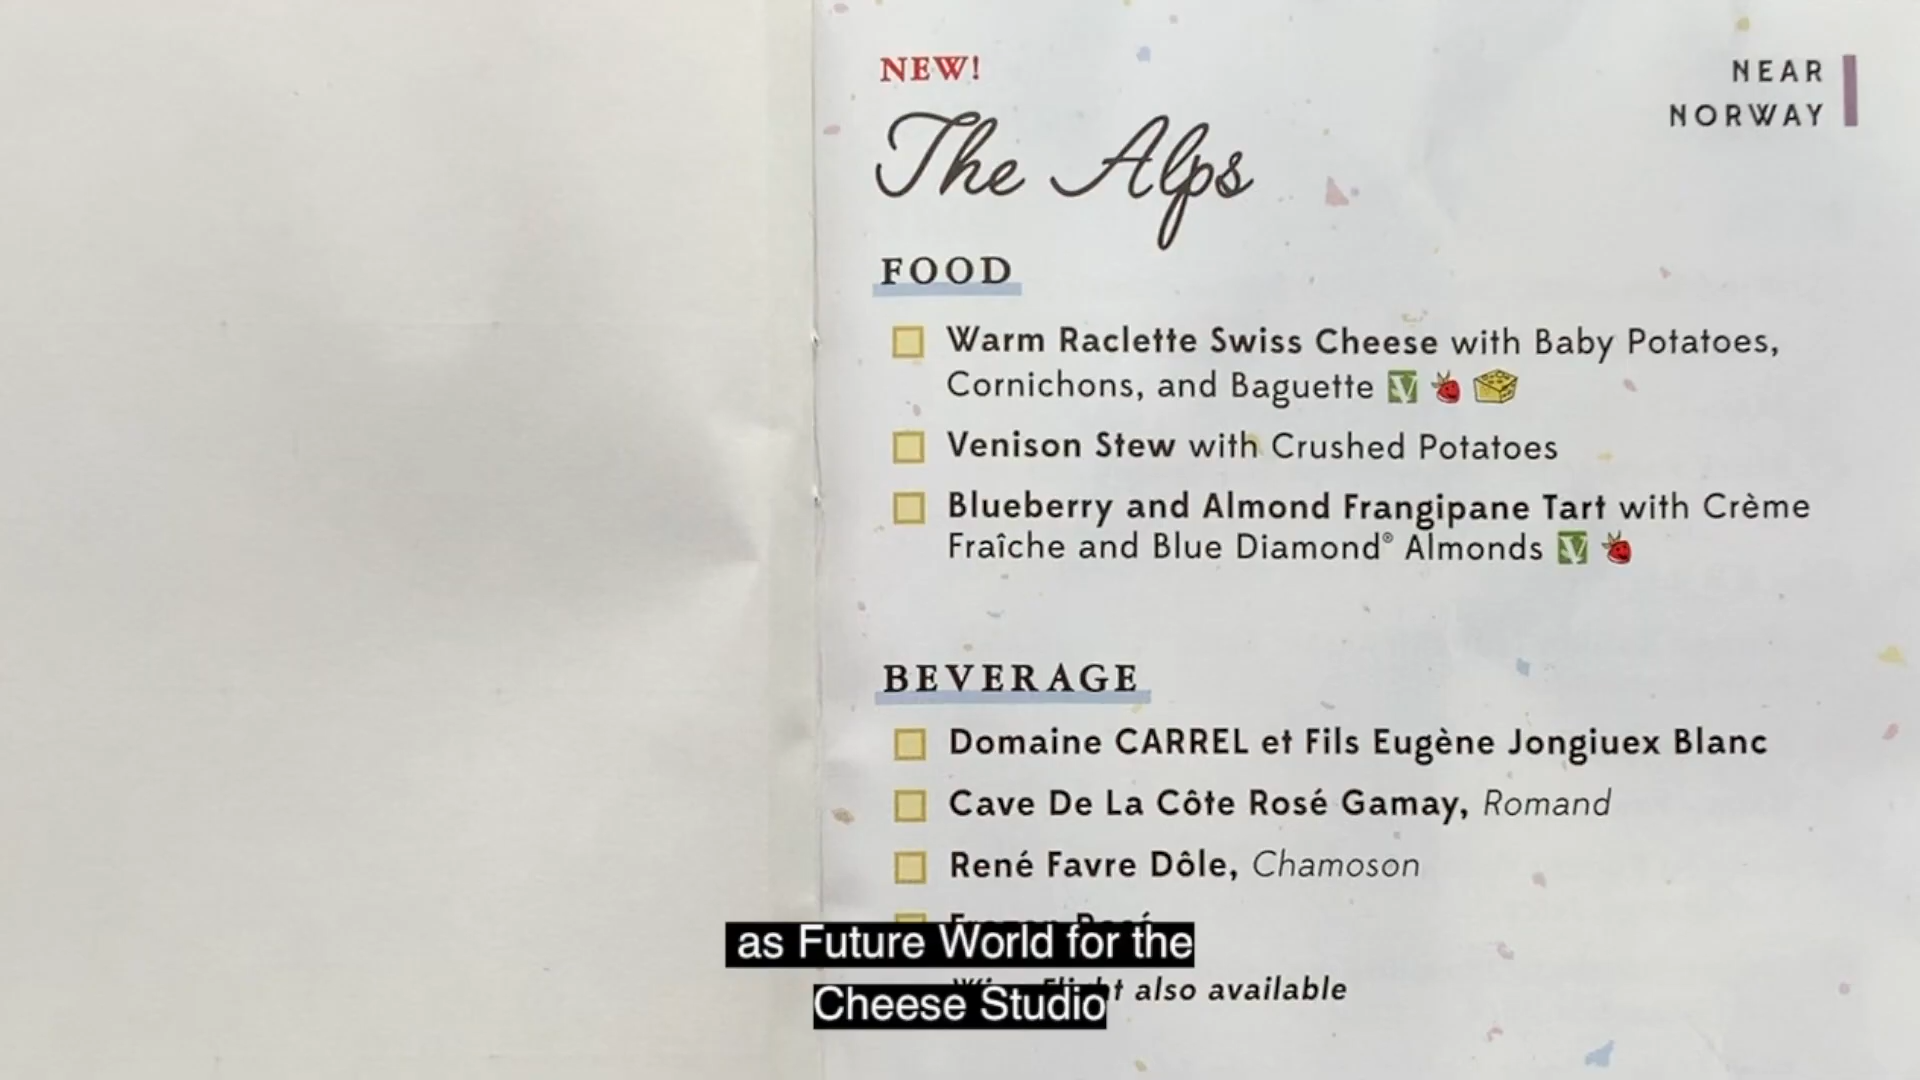 NEW!
NEAR
NORWAY
The Alps
FOOD
Warm Raclette Swiss Cheese with Baby Potatoes,
Cornichons, and Baguette V
Venison Stew with Crushed Potatoes
Blueberry and Almond Frangipane Tart with Crème
Fraîche and Blue Diamond® Almonds V
BEVERAGE
Domaine CARREL et Fils Eugène Jongiuex Blanc
Cave De La Côte Rosé Gamay, Romand
René Favre Dôle, Chamoson
as Future World for the
also available
Cheese Studio